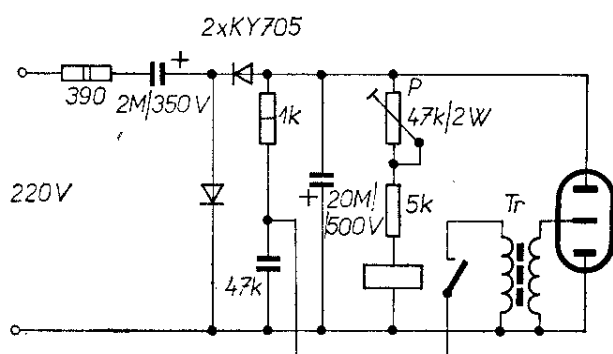 2xKY705
+
390
2M/350V
1k
P
47k/2W
220V
+
20M/
500V
5k
Tr
47k